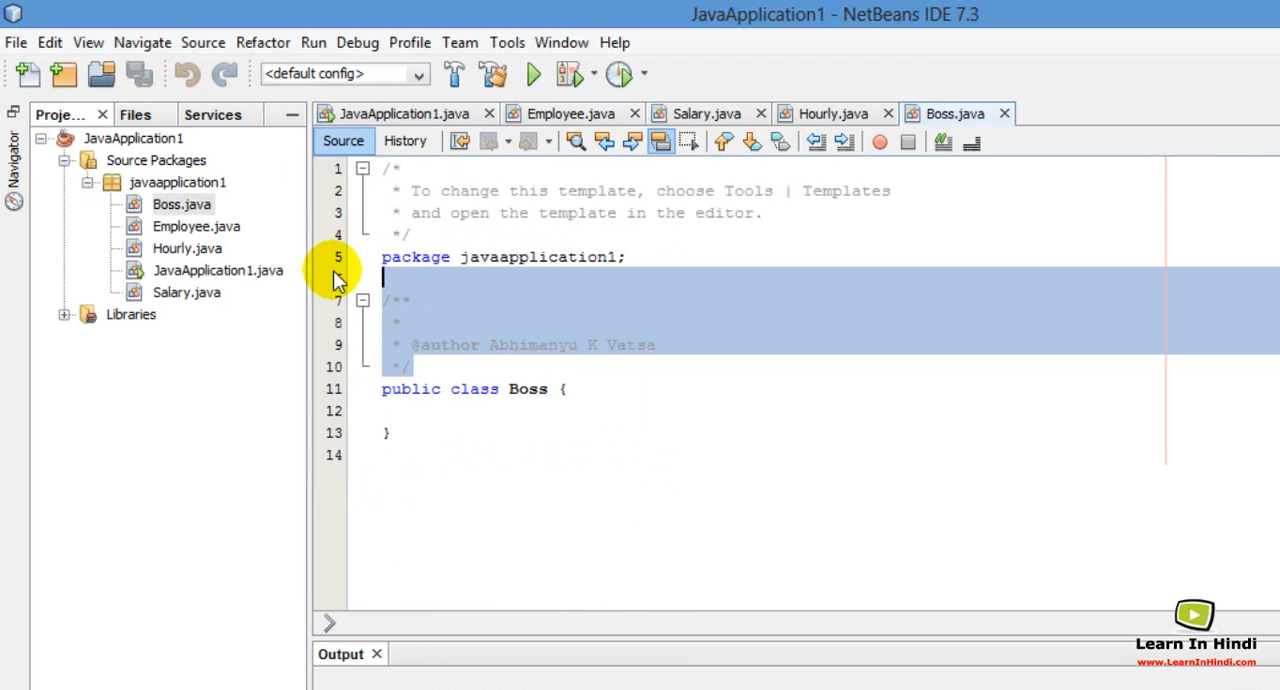 JavaApplication1 - NetBeans IDE 7.3
File Edit View Navigate Source Refactor Run Debug Profile Team Tools Window Help
<default config>
Proje... Files Services
JavaApplication1.java Employee.java Salary.java Hourly.java Boss.java
Navigator
Source History
JavaApplication1
Source Packages
javaapplication1
Boss.java
Employee.java
Hourly.java
JavaApplication1.java
Salary.java
Libraries
1 /*
2 * To change this template, choose Tools | Templates
3 * and open the template in the editor.
4 */
5 package javaapplication1;
7 /**
8 *
9 * @author Abhimanyu K Vatsa
10 */
11 public class Boss {
12
13 }
14
Output
Learn In Hindi
www.LearnInHindi.com